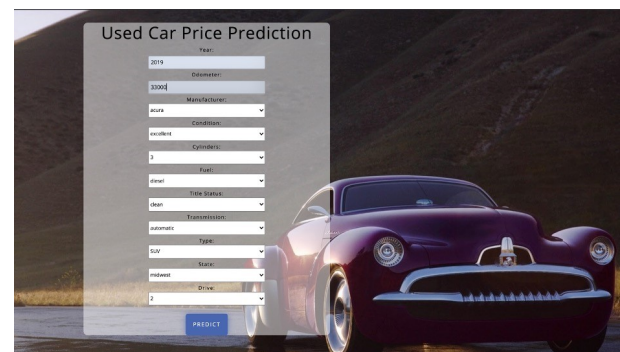 Used Car Price Prediction
Year:
2019
Odometer:
33000
Manufacturer:
acura
Condition:
excellent
Cylinders:
3
Fuel:
diesel
Title Status:
clean
Transmission:
automatic
Type:
SUV
State:
midwest
Drive:
2
PREDICT